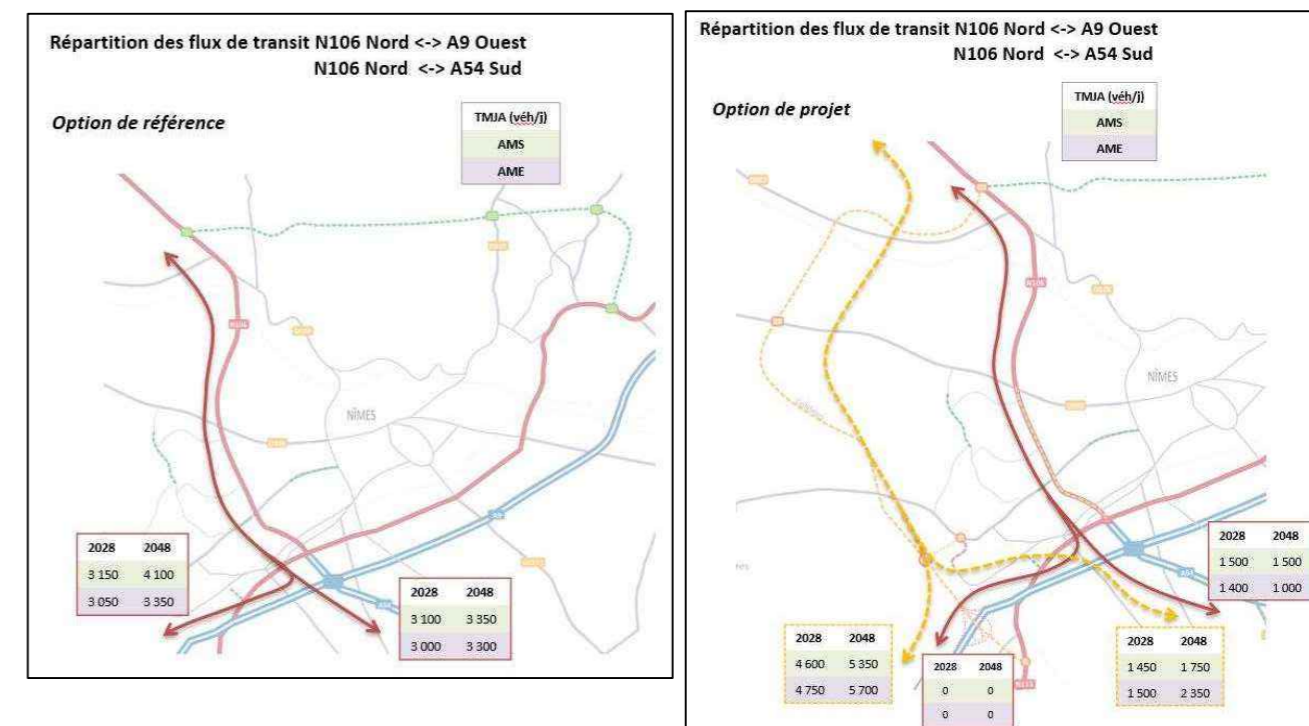 Répartition des flux de transit N106 Nord <-> A9 Ouest
N106 Nord <-> A54 Sud
Option de référence
TMJA (véh/j)
AMS
AME
N106
NÎMES
A9
A54
2028 2048
3 150 4 100
3 050 3 350
2028 2048
3 100 3 350
3 000 3 300
Répartition des flux de transit N106 Nord <-> A9 Ouest
N106 Nord <-> A54 Sud
Option de projet
TMJA (véh/j)
AMS
AME
N106
NÎMES
A54
2028 2048
1 500 1 500
1 400 1 000
2028 2048
4 600 5 350
4 750 5 700
2028 2048
0 0
0 0
2028 2048
1 450 1 750
1 500 2 350